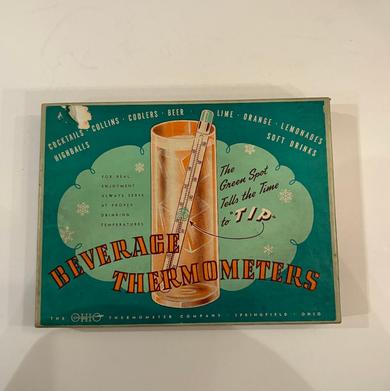 COCKTAILS · COLLINS · COOLERS · BEER · LIME · ORANGE · LEMONADES
HIGHBALLS
SOFT DRINKS
FOR REAL
ENJOYMENT
ALWAYS SERVE
AT PROPER
DRINKING
TEMPERATURES
The
Green Spot
Tells the Time
to "TIP"
BEVERAGE
THERMOMETERS
THE OHIO THERMOMETER COMPANY · SPRINGFIELD · OHIO